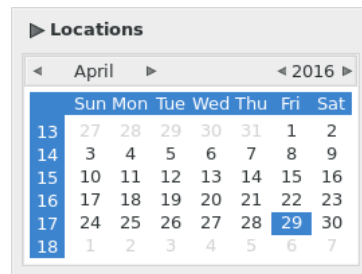 Locations
April 2016
Sun Mon Tue Wed Thu Fri Sat
13 27 28 29 30 31 1 2
14 3 4 5 6 7 8 9
15 10 11 12 13 14 15 16
16 17 18 19 20 21 22 23
17 24 25 26 27 28 29 30
18 1 2 3 4 5 6 7